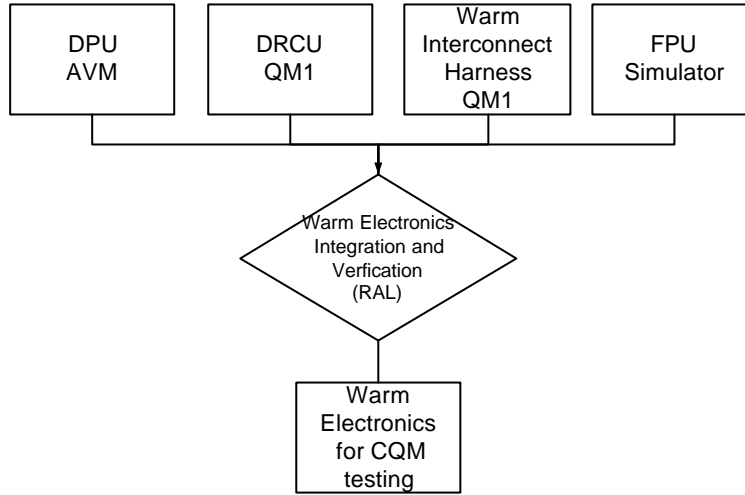 DPU
AVM
DRCU
QM1
Warm
Interconnect
Harness
QM1
FPU
Simulator
Warm Electronics
Integration and
Verfication
(RAL)
Warm
Electronics
for CQM
testing